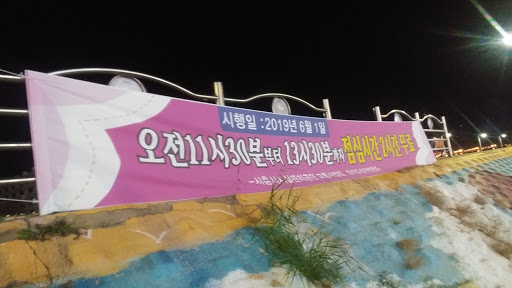 시행일 : 2019년 6월 1일
오전11시30분부터 13시30분까지 점심시간 2시간 무료